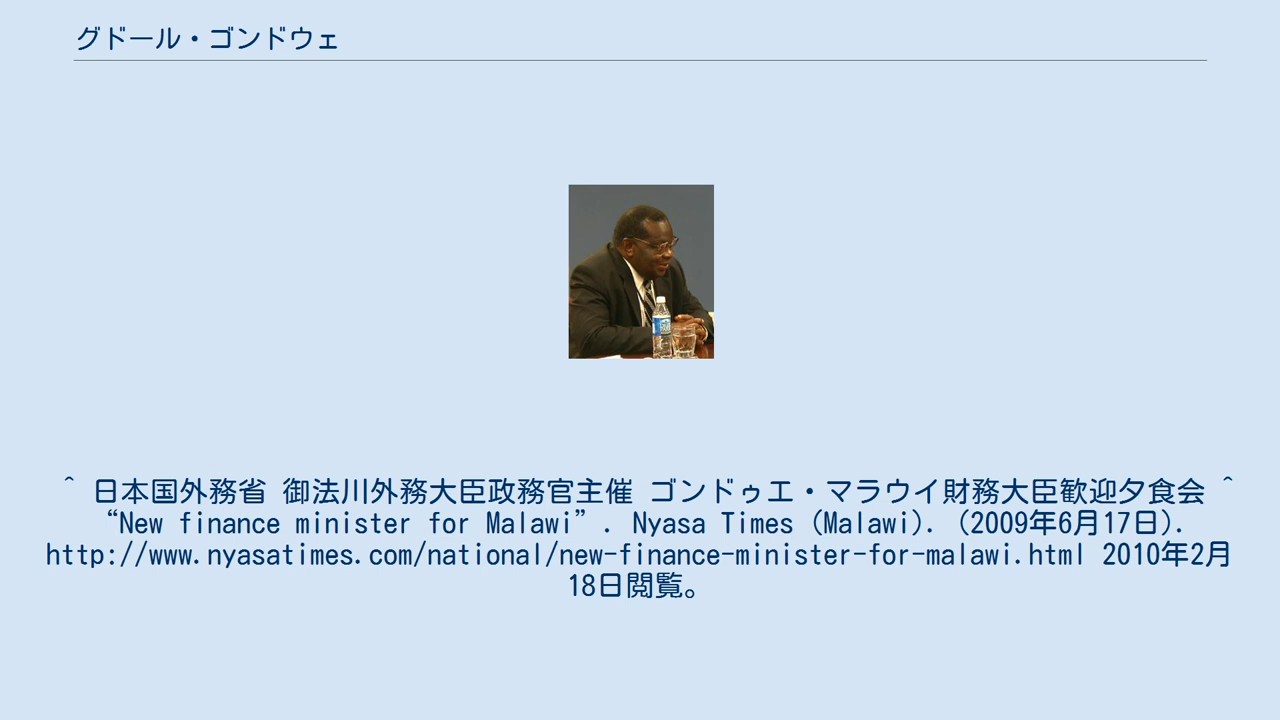 グドール・ゴンドウェ
^ 日本国外務省 御法川外務大臣政務官主催 ゴンドゥエ・マラウイ財務大臣歓迎夕食会 ^
“New finance minister for Malawi”. Nyasa Times (Malawi). (2009年6月17日).
http://www.nyasatimes.com/national/new-finance-minister-for-malawi.html 2010年2月
18日閲覧。